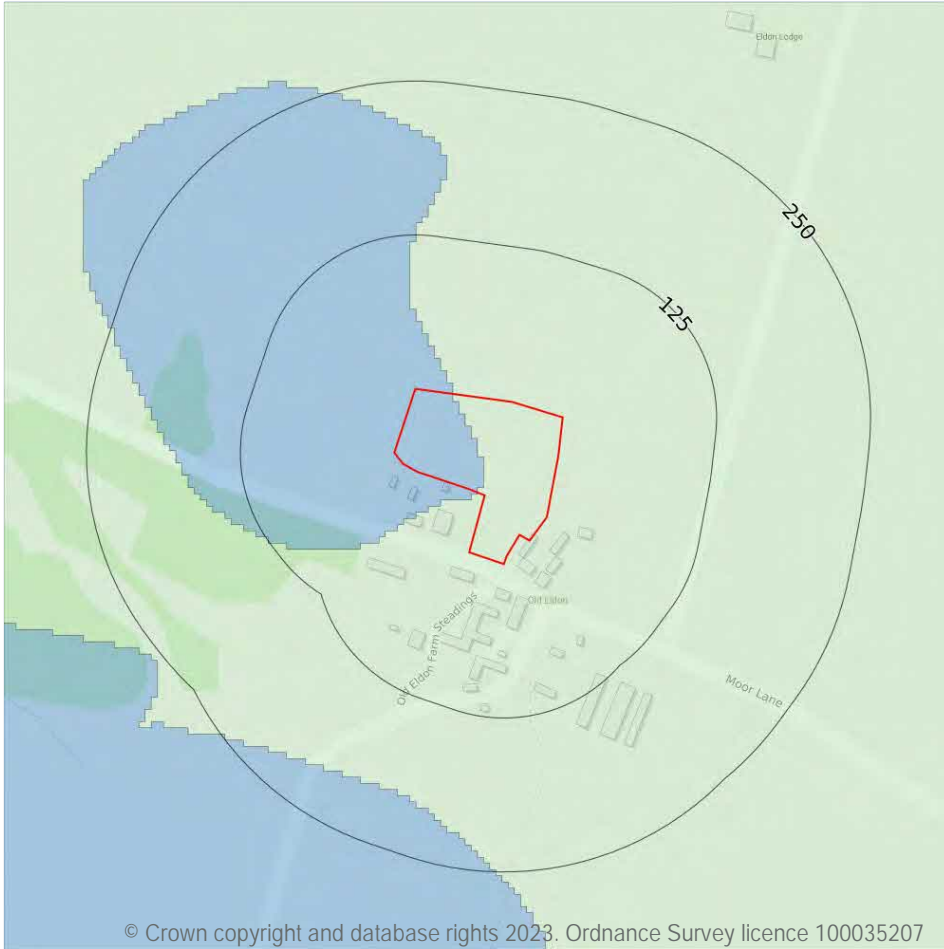 Eldon Lodge
250
125
Old Eldon
Old Eldon Farm Steadings
Moor Lane
© Crown copyright and database rights 2023. Ordnance Survey licence 100035207